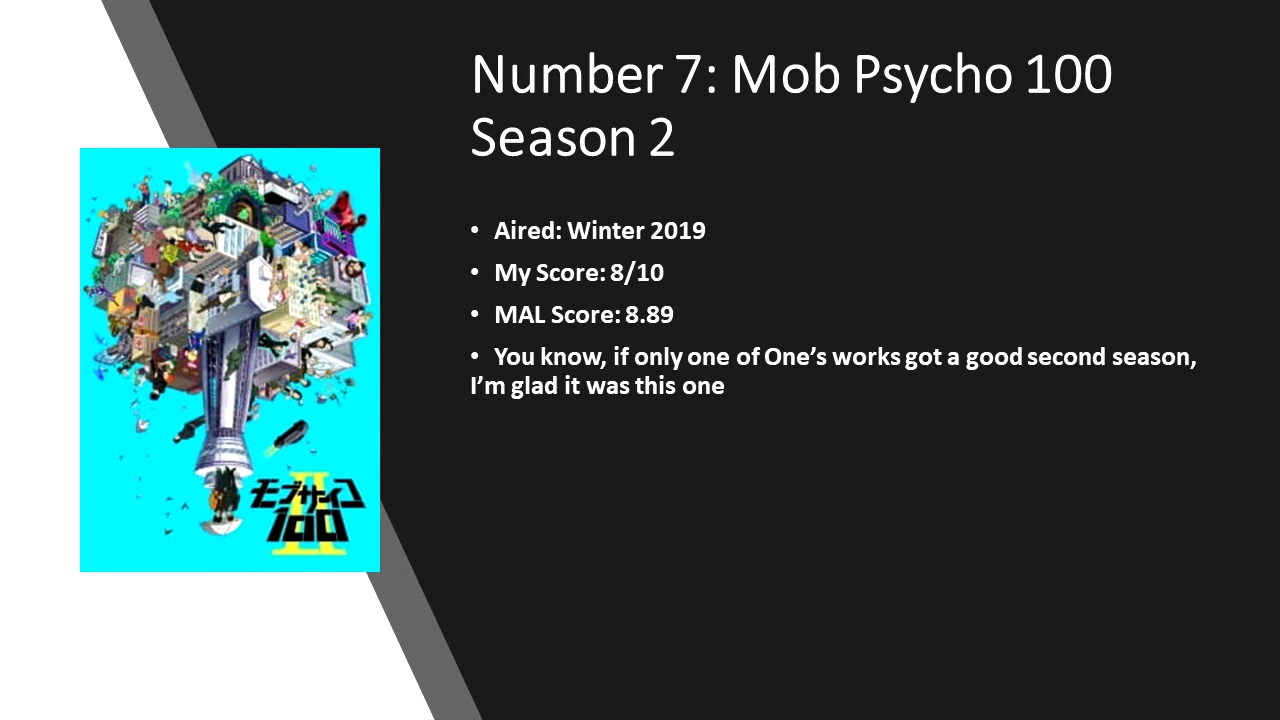 Number 7: Mob Psycho 100
Season 2
• Aired: Winter 2019
• My Score: 8/10
• MAL Score: 8.89
• You know, if only one of One’s works got a good second season,
I’m glad it was this one
モブサイコ
100
II